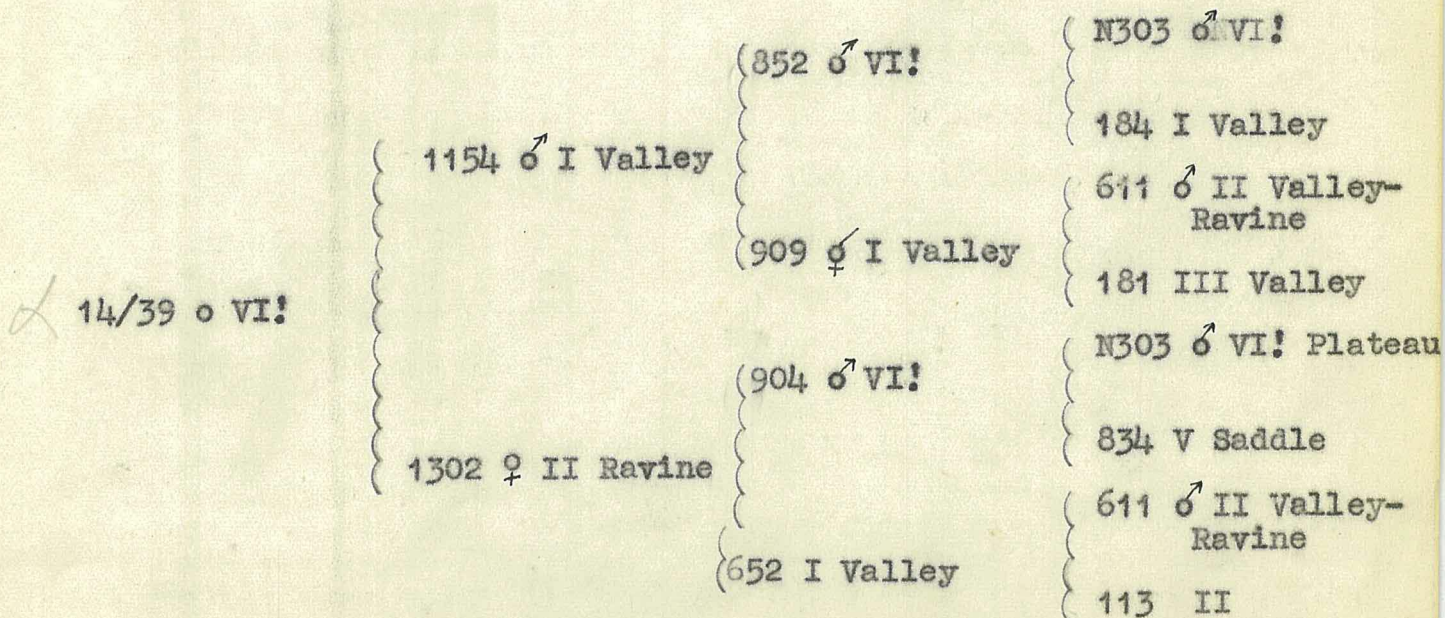 N303 ♂ VI!
852 ♂ VI!
184 I Valley
1154 ♂ I Valley
611 ♂ II Valley-
Ravine
909 ⚥ I Valley
181 III Valley
14/39 o VI!
N303 ♂ VI! Plateau
904 ♂ VI!
834 V Saddle
1302 ♀ II Ravine
611 ♂ II Valley-
Ravine
652 I Valley
113 II